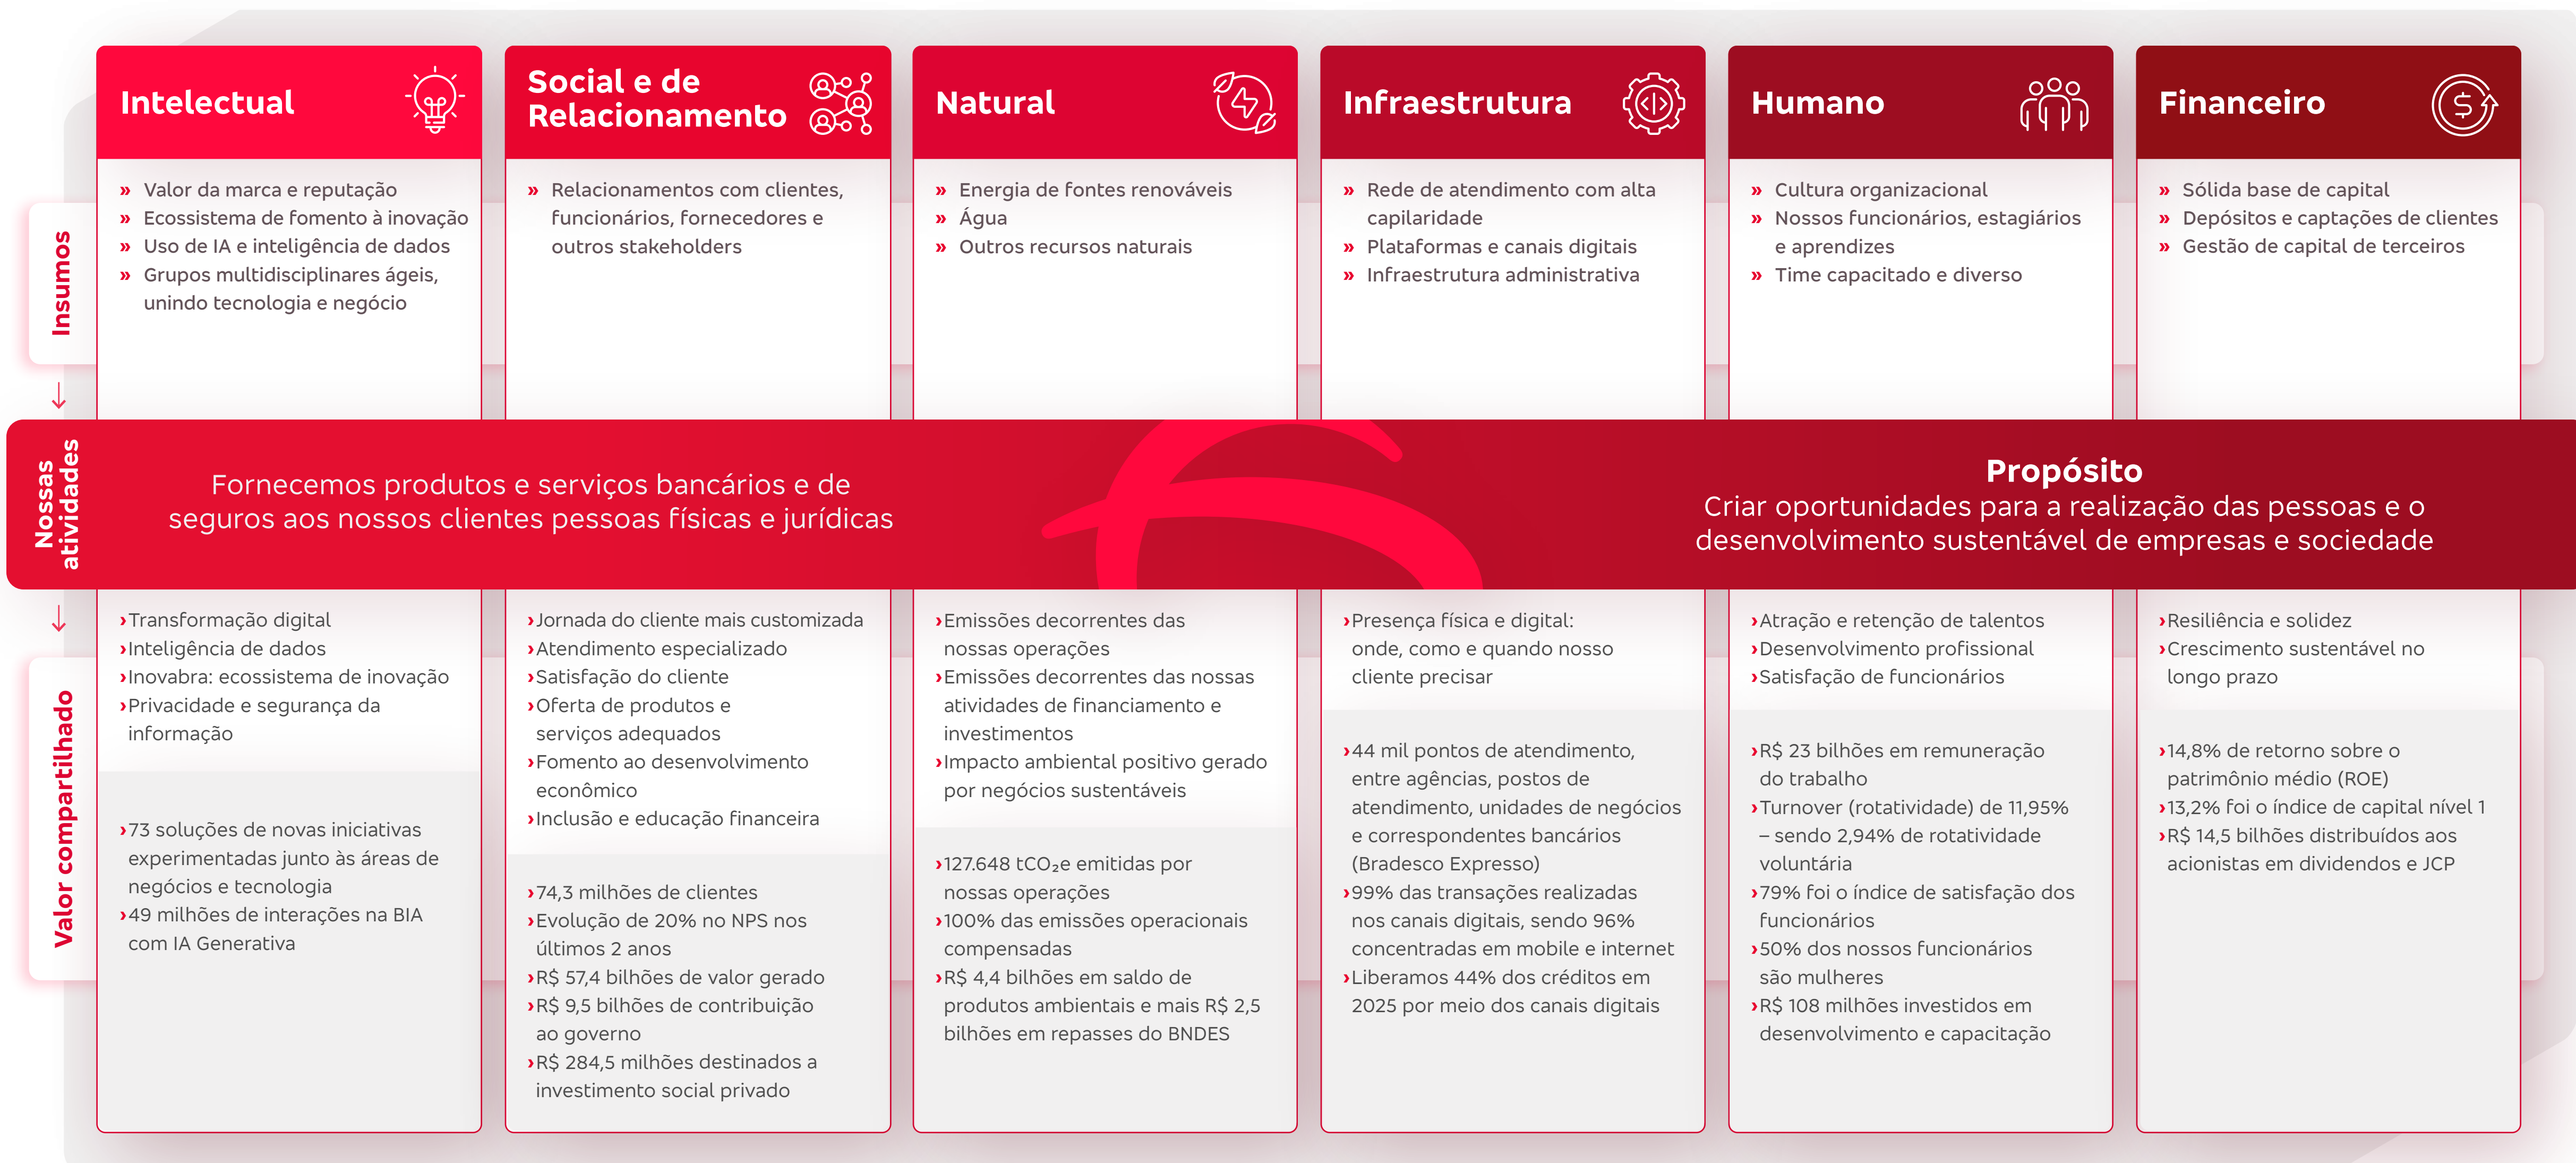 Intelectual
Social e de
Relacionamento
Natural
Infraestrutura
Humano
Financeiro
Insumos
» Valor da marca e reputação
» Ecossistema de fomento à inovação
» Uso de IA e inteligência de dados
» Grupos multidisciplinares ágeis,
unindo tecnologia e negócio
» Relacionamentos com clientes,
funcionários, fornecedores e
outros stakeholders
» Energia de fontes renováveis
» Água
» Outros recursos naturais
» Rede de atendimento com alta
capilaridade
» Plataformas e canais digitais
» Infraestrutura administrativa
» Cultura organizacional
» Nossos funcionários, estagiários
e aprendizes
» Time capacitado e diverso
» Sólida base de capital
» Depósitos e captações de clientes
» Gestão de capital de terceiros
Nossas
atividades
Fornecemos produtos e serviços bancários e de
seguros aos nossos clientes pessoas físicas e jurídicas
Propósito
Criar oportunidades para a realização das pessoas e o
desenvolvimento sustentável de empresas e sociedade
Valor compartilhado
›Transformação digital
›Inteligência de dados
›Inovabra: ecossistema de inovação
›Privacidade e segurança da
informação
›73 soluções de novas iniciativas
experimentadas junto às áreas de
negócios e tecnologia
›49 milhões de interações na BIA
com IA Generativa
›Jornada do cliente mais customizada
›Atendimento especializado
›Satisfação do cliente
›Oferta de produtos e
serviços adequados
›Fomento ao desenvolvimento
econômico
›Inclusão e educação financeira
›74,3 milhões de clientes
›Evolução de 20% no NPS nos
últimos 2 anos
›R$ 57,4 bilhões de valor gerado
›R$ 9,5 bilhões de contribuição
ao governo
›R$ 284,5 milhões destinados a
investimento social privado
›Emissões decorrentes das
nossas operações
›Emissões decorrentes das nossas
atividades de financiamento e
investimentos
›Impacto ambiental positivo gerado
por negócios sustentáveis
›127.648 tCO₂e emitidas por
nossas operações
›100% das emissões operacionais
compensadas
›R$ 4,4 bilhões em saldo de
produtos ambientais e mais R$ 2,5
bilhões em repasses do BNDES
›Presença física e digital:
onde, como e quando nosso
cliente precisar
›44 mil pontos de atendimento,
entre agências, postos de
atendimento, unidades de negócios
e correspondentes bancários
(Bradesco Expresso)
›99% das transações realizadas
nos canais digitais, sendo 96%
concentradas em mobile e internet
›Liberamos 44% dos créditos em
2025 por meio dos canais digitais
›Atração e retenção de talentos
›Desenvolvimento profissional
›Satisfação de funcionários
›R$ 23 bilhões em remuneração
do trabalho
›Turnover (rotatividade) de 11,95%
– sendo 2,94% de rotatividade
voluntária
›79% foi o índice de satisfação dos
funcionários
›50% dos nossos funcionários
são mulheres
›R$ 108 milhões investidos em
desenvolvimento e capacitação
›Resiliência e solidez
›Crescimento sustentável no
longo prazo
›14,8% de retorno sobre o
patrimônio médio (ROE)
›13,2% foi o índice de capital nível 1
›R$ 14,5 bilhões distribuídos aos
acionistas em dividendos e JCP